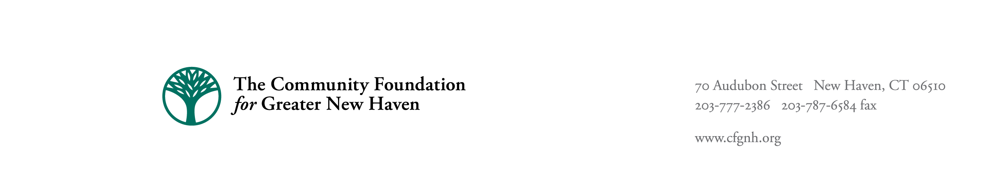 The Community Foundation
for Greater New Haven
70 Audubon Street New Haven, CT 06510
203-777-2386 203-787-6584 fax
www.cfgnh.org